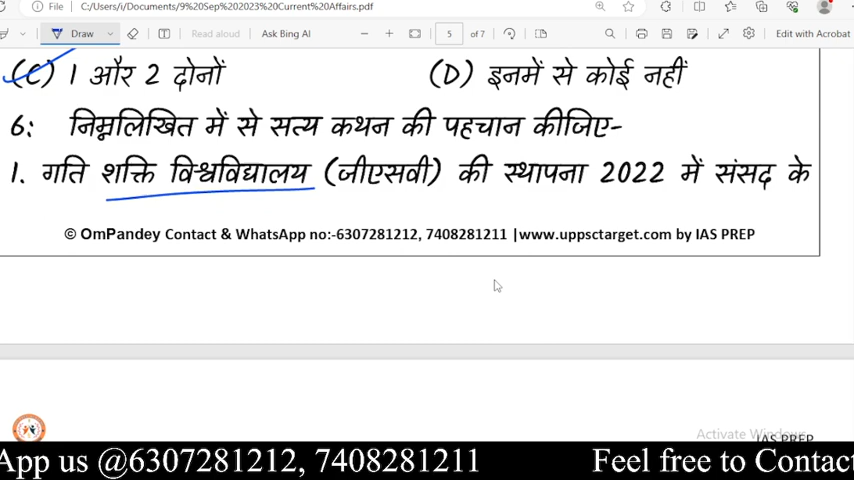 File
C:/Users/i/Documents/9%20Sep%202023%20Current%20Affairs.pdf
Draw
Read aloud
Ask Bing AI
5 of 7
Edit with Acrobat
(C) 1 और 2 दोनों (D) इनमें से कोई नहीं
6: निम्नलिखित में से सत्य कथन की पहचान कीजिए-
1. गति शक्ति विश्वविद्यालय (जीएसवी) की स्थापना 2022 में संसद के
© OmPandey Contact & WhatsApp no:-6307281212, 7408281211 |www.uppsctarget.com by IAS PREP
Activate Windows
IAS PREP
App us @6307281212, 7408281211 Feel free to Contact